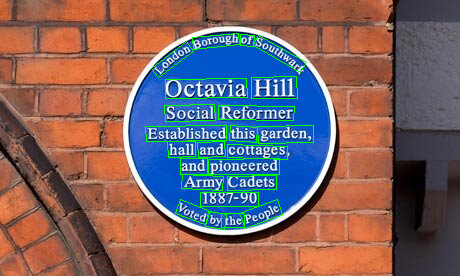 London Borough of Southwark
Octavia Hill
Social Reformer
Established this garden,
hall and cottages,
and pioneered
Army Cadets
1887-90
Voted by the People